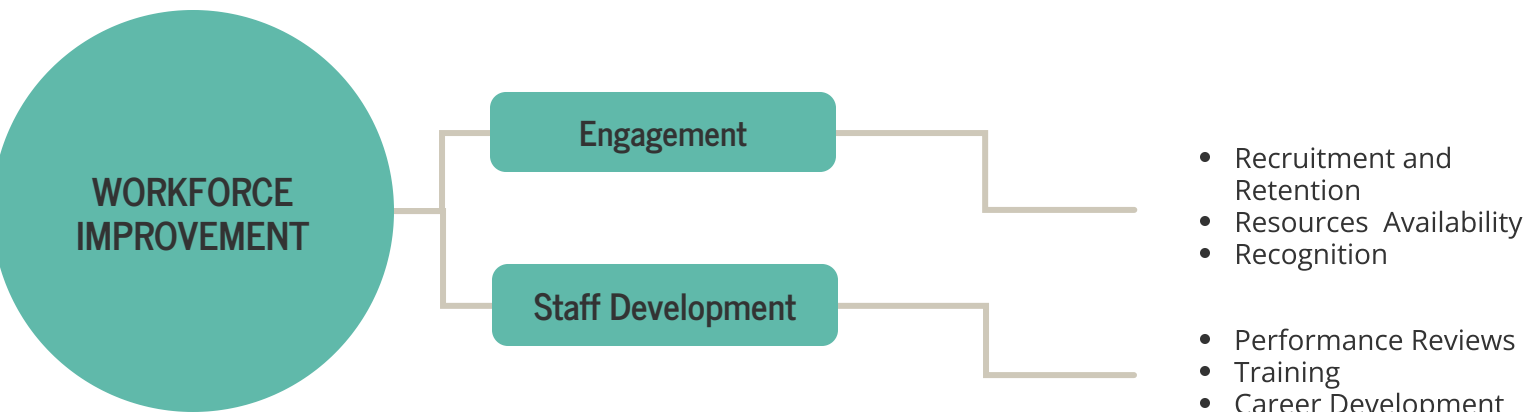 WORKFORCE
IMPROVEMENT
Engagement
• Recruitment and
Retention
• Resources  Availability
• Recognition
Staff Development
• Performance Reviews
• Training
• Career Development